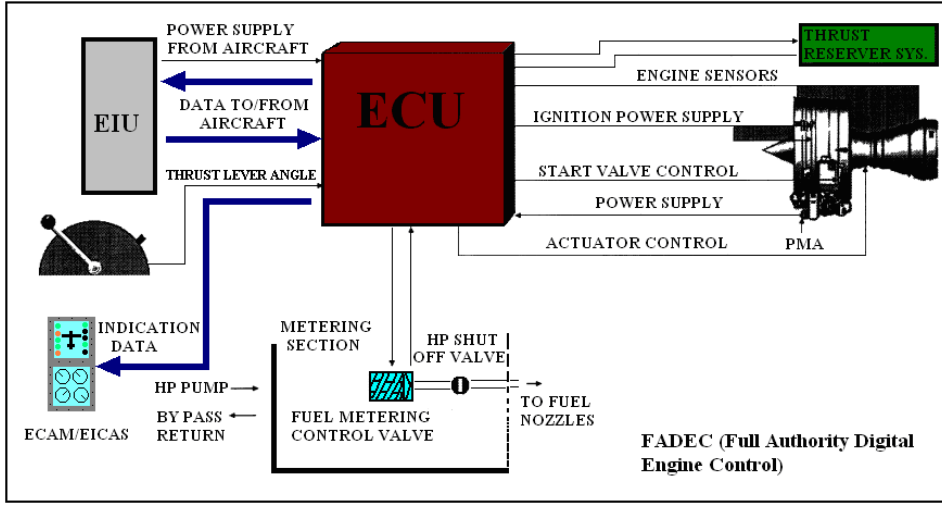 POWER SUPPLY
FROM AIRCRAFT
THRUST
RESERVER SYS.
ENGINE SENSORS
ECU
EIU
DATA TO/FROM
AIRCRAFT
IGNITION POWER SUPPLY
THRUST LEVER ANGLE
START VALVE CONTROL
POWER SUPPLY
ACTUATOR CONTROL
PMA
INDICATION
DATA
METERING
SECTION
HP SHUT
OFF VALVE
HP PUMP
BY PASS
RETURN
FUEL METERING
CONTROL VALVE
TO FUEL
NOZZLES
ECAM/EICAS
FADEC (Full Authority Digital
Engine Control)